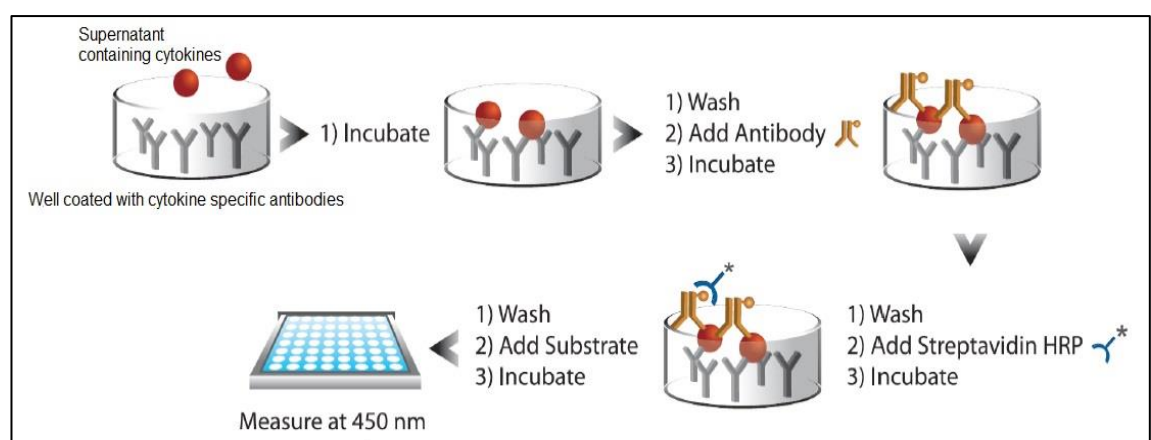 Supernatant
containing cytokines
1) Incubate
1) Wash
2) Add Antibody
3) Incubate
Well coated with cytokine specific antibodies
*
1) Wash
2) Add Streptavidin HRP *
3) Incubate
1) Wash
2) Add Substrate
3) Incubate
Measure at 450 nm